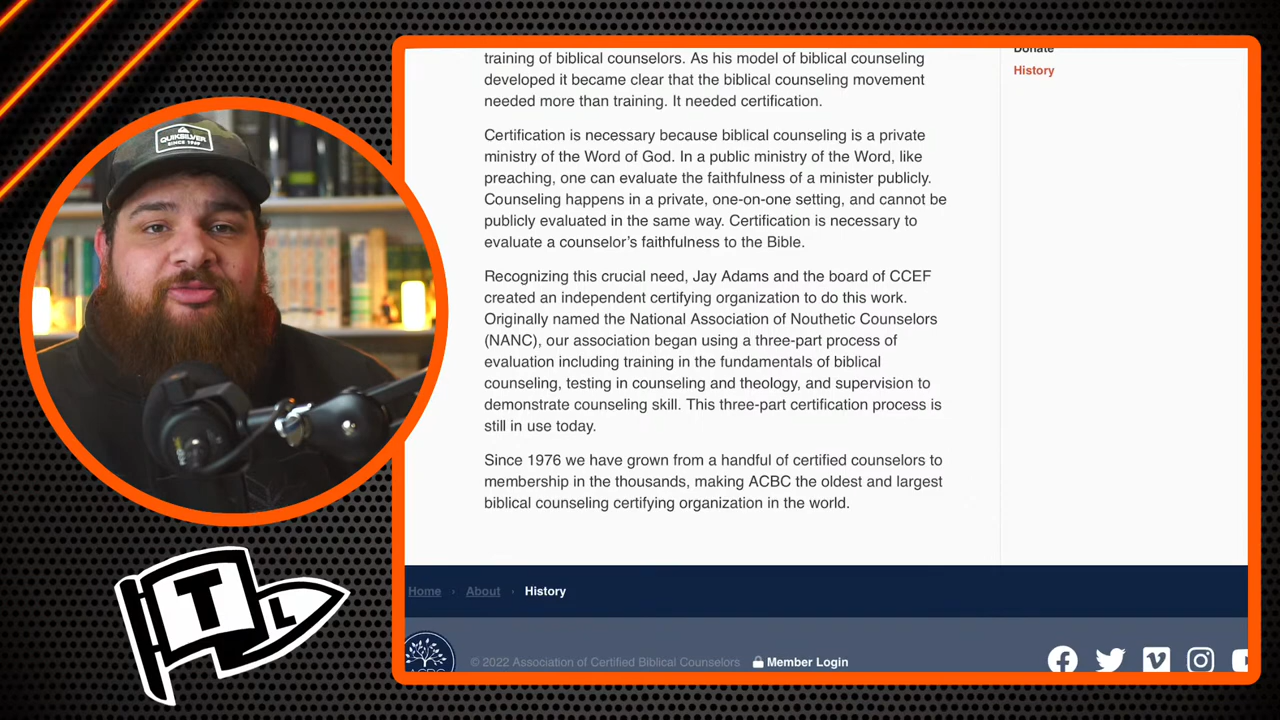 QUIKSILVER
SINCE 1969
training of biblical counselors. As his model of biblical counseling
developed it became clear that the biblical counseling movement
needed more than training. It needed certification.
Certification is necessary because biblical counseling is a private
ministry of the Word of God. In a public ministry of the Word, like
preaching, one can evaluate the faithfulness of a minister publicly.
Counseling happens in a private, one-on-one setting, and cannot be
publicly evaluated in the same way. Certification is necessary to
evaluate a counselor’s faithfulness to the Bible.
Recognizing this crucial need, Jay Adams and the board of CCEF
created an independent certifying organization to do this work.
Originally named the National Association of Nouthetic Counselors
(NANC), our association began using a three-part process of
evaluation including training in the fundamentals of biblical
counseling, testing in counseling and theology, and supervision to
demonstrate counseling skill. This three-part certification process is
still in use today.
Since 1976 we have grown from a handful of certified counselors to
membership in the thousands, making ACBC the oldest and largest
biblical counseling certifying organization in the world.
Donate
History
Home › About › History
© 2022 Association of Certified Biblical Counselors Member Login
T
L